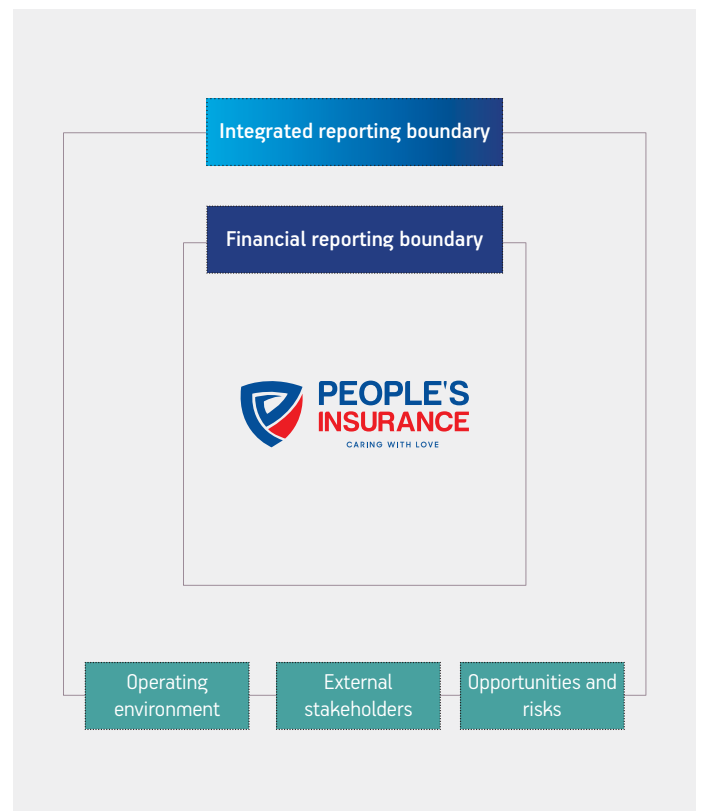 Integrated reporting boundary
Financial reporting boundary
PEOPLE'S
INSURANCE
CARING WITH LOVE
Operating
environment
External
stakeholders
Opportunities and
risks